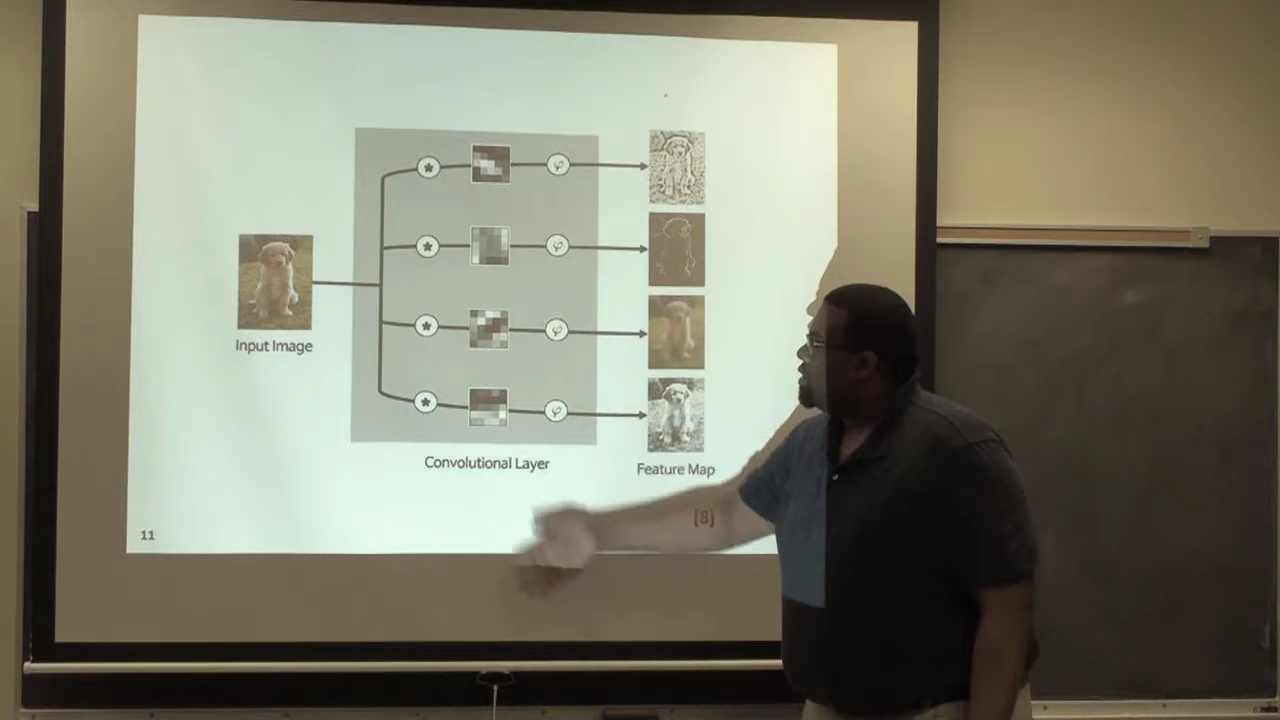 φ
φ
Input Image
φ
φ
Convolutional Layer
Feature Map
[8]
11